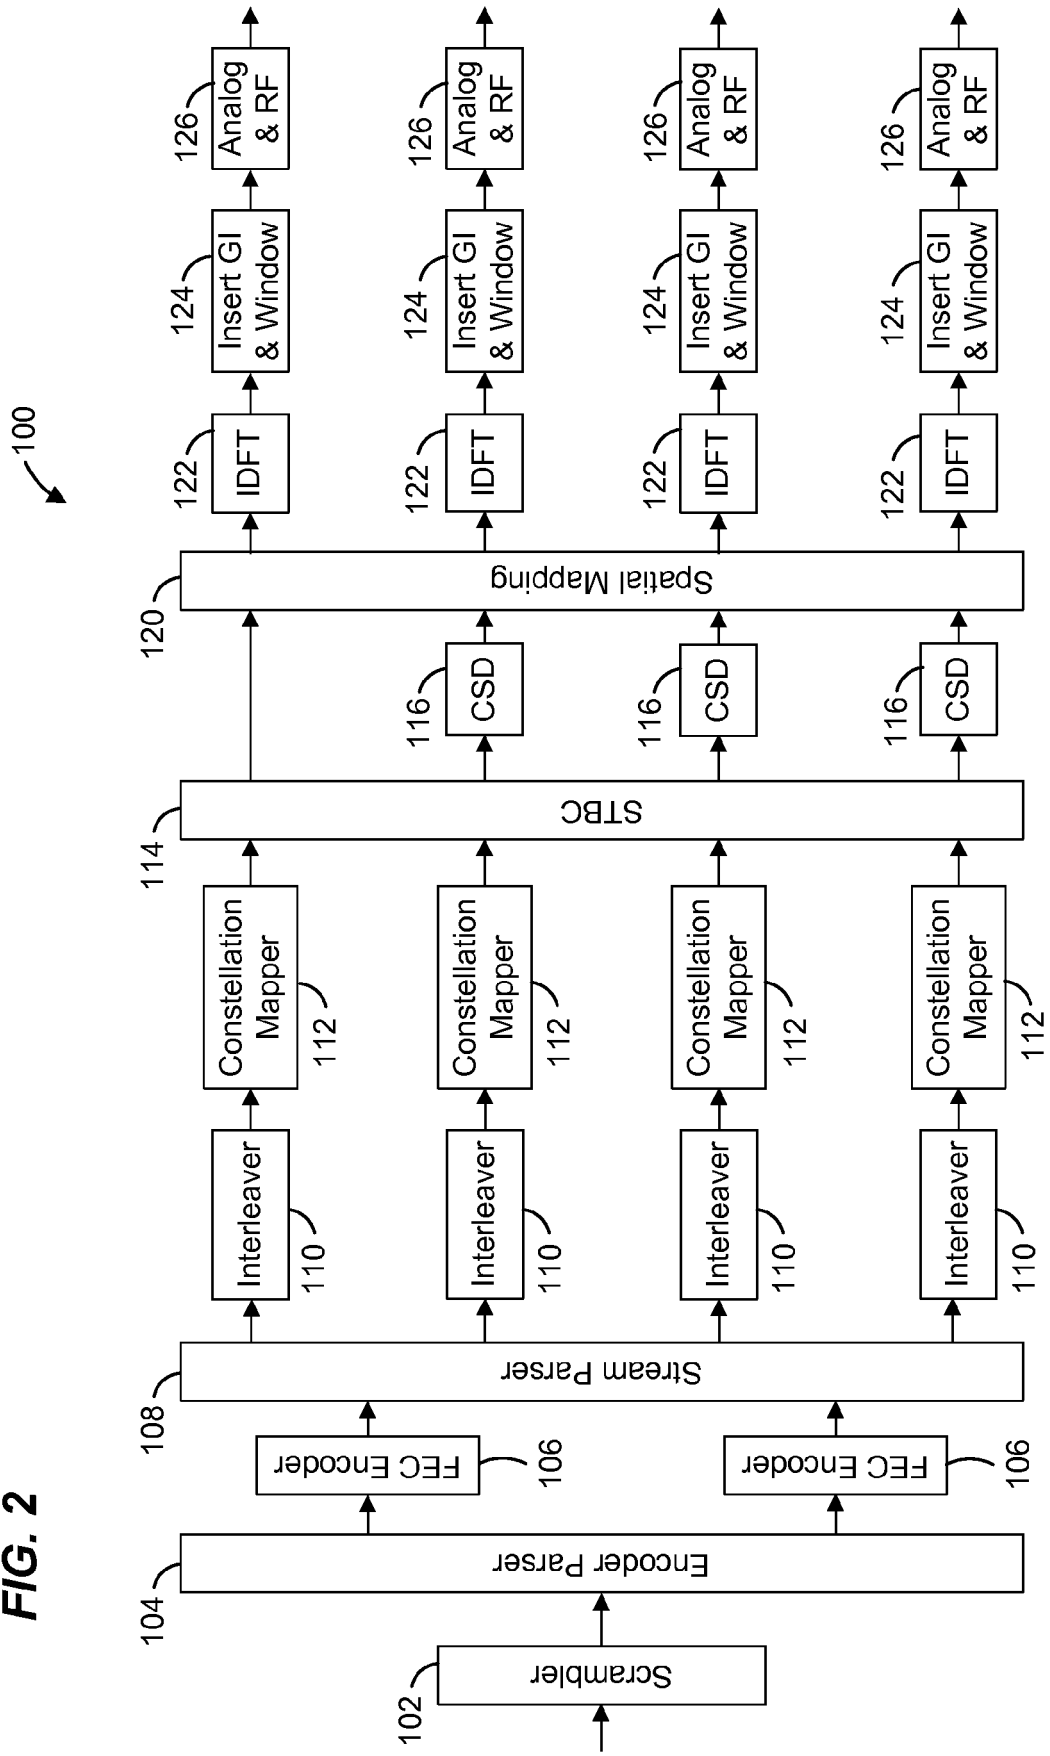 FIG. 2
100
102
Scrambler
104
Encoder Parser
FEC Encoder
106
FEC Encoder
106
108
Stream Parser
Interleaver
110
Interleaver
110
Interleaver
110
Interleaver
110
Constellation
Mapper
112
Constellation
Mapper
112
Constellation
Mapper
112
Constellation
Mapper
112
114
STBC
116
CSD
116
CSD
116
CSD
120
Spatial Mapping
122
IDFT
122
IDFT
122
IDFT
122
IDFT
124
Insert GI
& Window
124
Insert GI
& Window
124
Insert GI
& Window
124
Insert GI
& Window
126
Analog
& RF
126
Analog
& RF
126
Analog
& RF
126
Analog
& RF